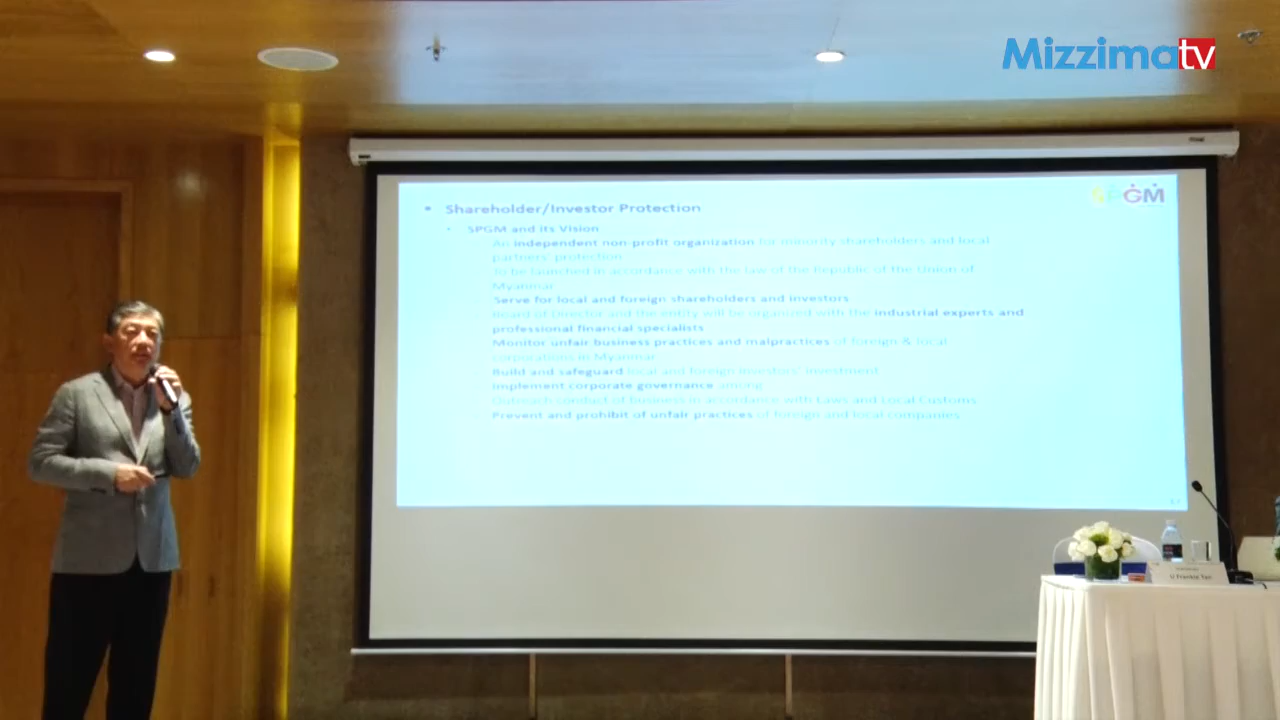 Mizzima tv
SPGM
• Shareholder/Investor Protection
SPGM and its Vision
An independent non-profit organization for minority shareholders and local
partners' protection
To be launched in accordance with the law of the Republic of the Union of
Myanmar
Serve for local and foreign shareholders and investors
Board of Director and the entity will be organized with the industrial experts and
professional financial specialists
Monitor unfair business practices and malpractices of foreign & local
corporations in Myanmar
Build and safeguard local and foreign investors' investment
Implement corporate governance among
Outreach conduct of Business in accordance with Laws and Local Customs
Prevent and prohibit of unfair practices of foreign and local companies
U Frankie Tan